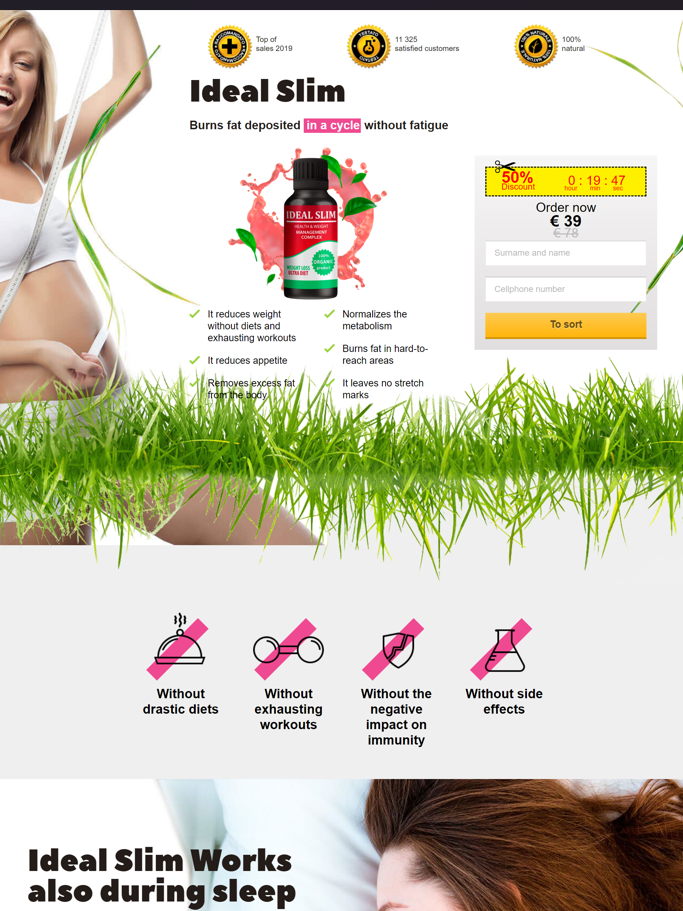 Top of
sales 2019
11 325
satisfied customers
100%
natural
Ideal Slim
Burns fat deposited in a cycle without fatigue
IDEAL SLIM
HEALTH & WEIGHT
MANAGEMENT
COMPLEX
100%
ORGANIC
product
WEIGHT LOSS
KETRA DIET
50%
Discount
0 : 19 : 47
hour min sec
Order now
€ 39
€ 78
Surname and name
Cellphone number
To sort
It reduces weight
without diets and
exhausting workouts
It reduces appetite
Removes excess fat
from the body
Normalizes the
metabolism
Burns fat in hard-to-
reach areas
It leaves no stretch
marks
Without
drastic diets
Without
exhausting
workouts
Without the
negative
impact on
immunity
Without side
effects
Ideal Slim Works
also during sleep